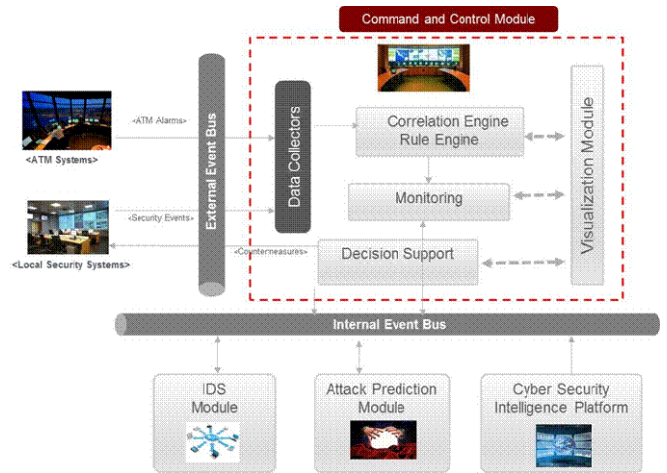 Command and Control Module
External Event Bus
Data Collectors
Correlation Engine
Rule Engine
Visualization Module
<ATM Alarms>
<ATM Systems>
Monitoring
<Security Events>
<Countermeasures>
Decision Support
<Local Security Systems>
Internal Event Bus
IDS
Module
Attack Prediction
Module
Cyber Security
Intelligence Platform